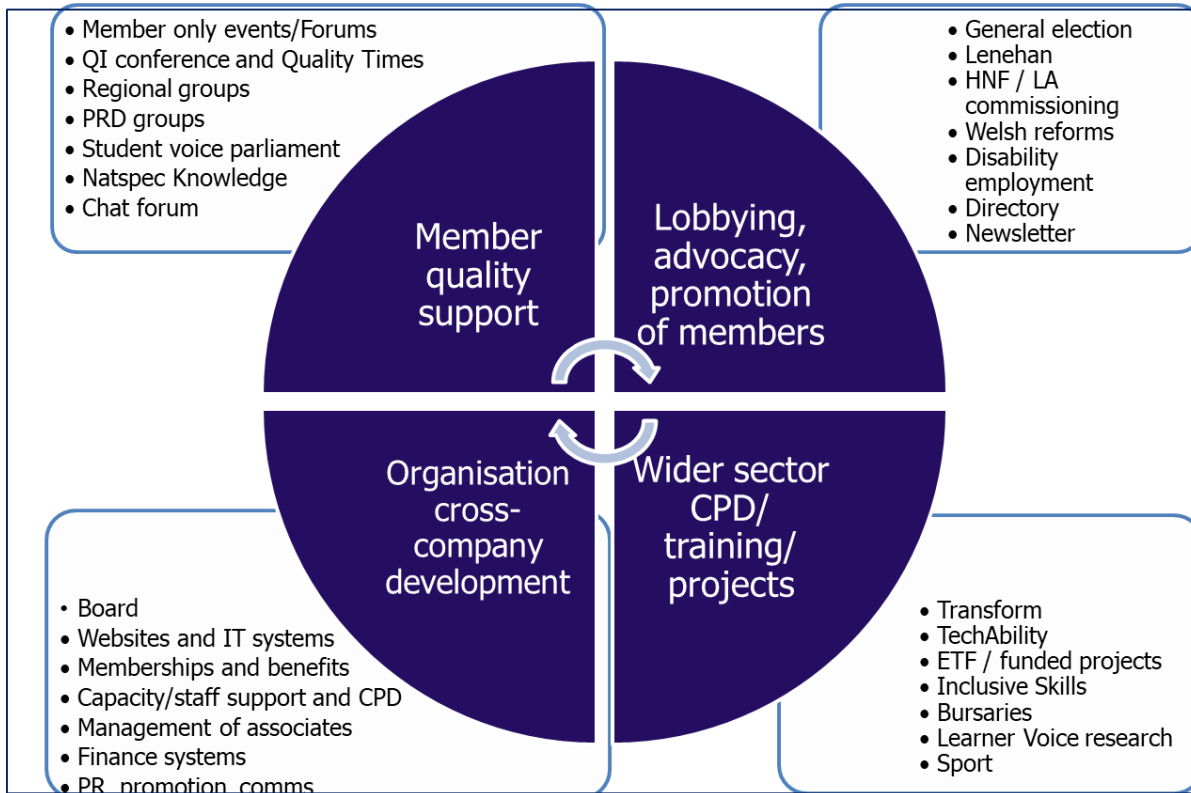 • Member only events/Forums
• QI conference and Quality Times
• Regional groups
• PRD groups
• Student voice parliament
• Natspec Knowledge
• Chat forum
• General election
• Lenehan
• HNF / LA
commissioning
• Welsh reforms
• Disability
employment
• Directory
• Newsletter
Member
quality
support
Lobbying,
advocacy,
promotion
of members
Organisation
cross-
company
development
Wider sector
CPD/
training/
projects
• Board
• Websites and IT systems
• Memberships and benefits
• Capacity/staff support and CPD
• Management of associates
• Finance systems
• PR, promotion, comms
• Transform
• TechAbility
• ETF / funded projects
• Inclusive Skills
• Bursaries
• Learner Voice research
• Sport